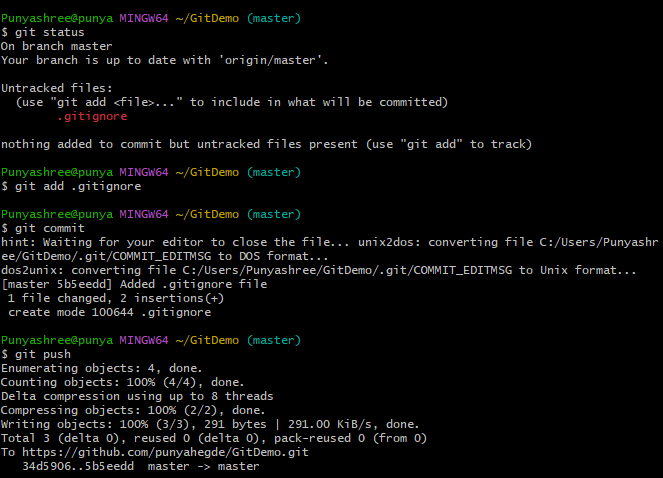 Punyashree@punya MINGW64 ~/GitDemo (master)
$ git status
On branch master
Your branch is up to date with 'origin/master'.

Untracked files:
  (use "git add <file>..." to include in what will be committed)
        .gitignore

nothing added to commit but untracked files present (use "git add" to track)

Punyashree@punya MINGW64 ~/GitDemo (master)
$ git add .gitignore

Punyashree@punya MINGW64 ~/GitDemo (master)
$ git commit
hint: Waiting for your editor to close the file... unix2dos: converting file C:/Users/Punyashr
ee/GitDemo/.git/COMMIT_EDITMSG to DOS format...
dos2unix: converting file C:/Users/Punyashree/GitDemo/.git/COMMIT_EDITMSG to Unix format...
[master 5b5eedd] Added .gitignore file
 1 file changed, 2 insertions(+)
 create mode 100644 .gitignore

Punyashree@punya MINGW64 ~/GitDemo (master)
$ git push
Enumerating objects: 4, done.
Counting objects: 100% (4/4), done.
Delta compression using up to 8 threads
Compressing objects: 100% (2/2), done.
Writing objects: 100% (3/3), 291 bytes | 291.00 KiB/s, done.
Total 3 (delta 0), reused 0 (delta 0), pack-reused 0 (from 0)
To https://github.com/punyahegde/GitDemo.git
   34d5906..5b5eedd  master -> master